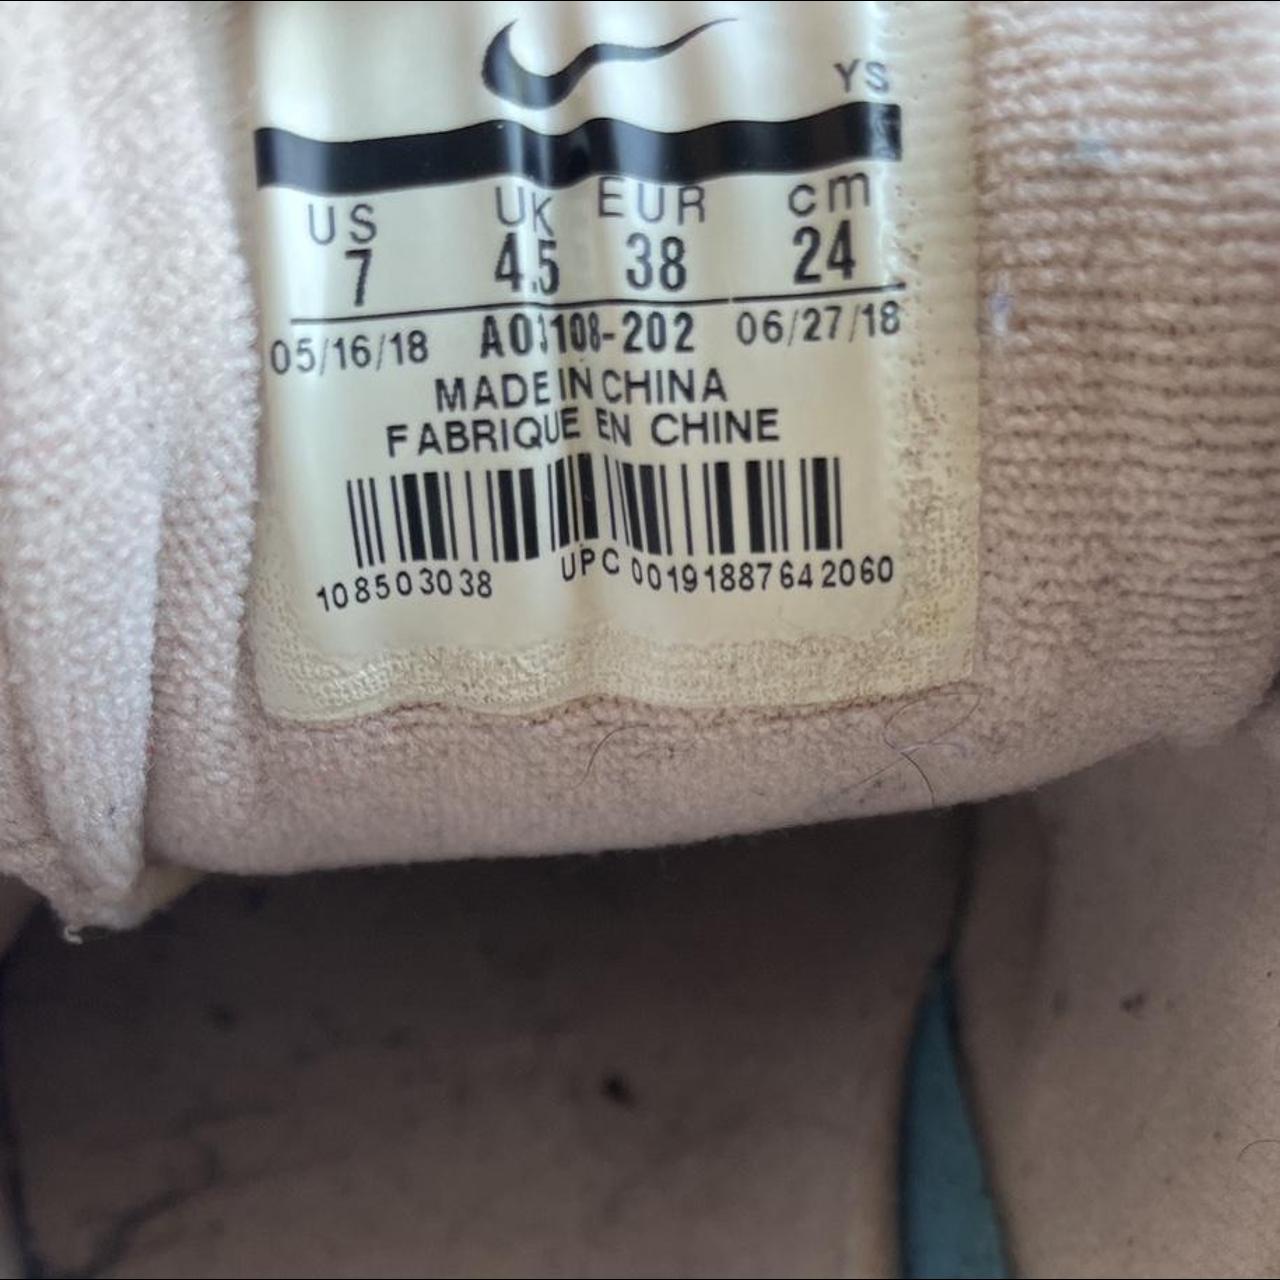 YS
US UK EUR cm
7 4.5 38 24
05/16/18 AO3108-202 06/27/18
MADE IN CHINA
FABRIQUE EN CHINE
108503038 UPC 00191887642060